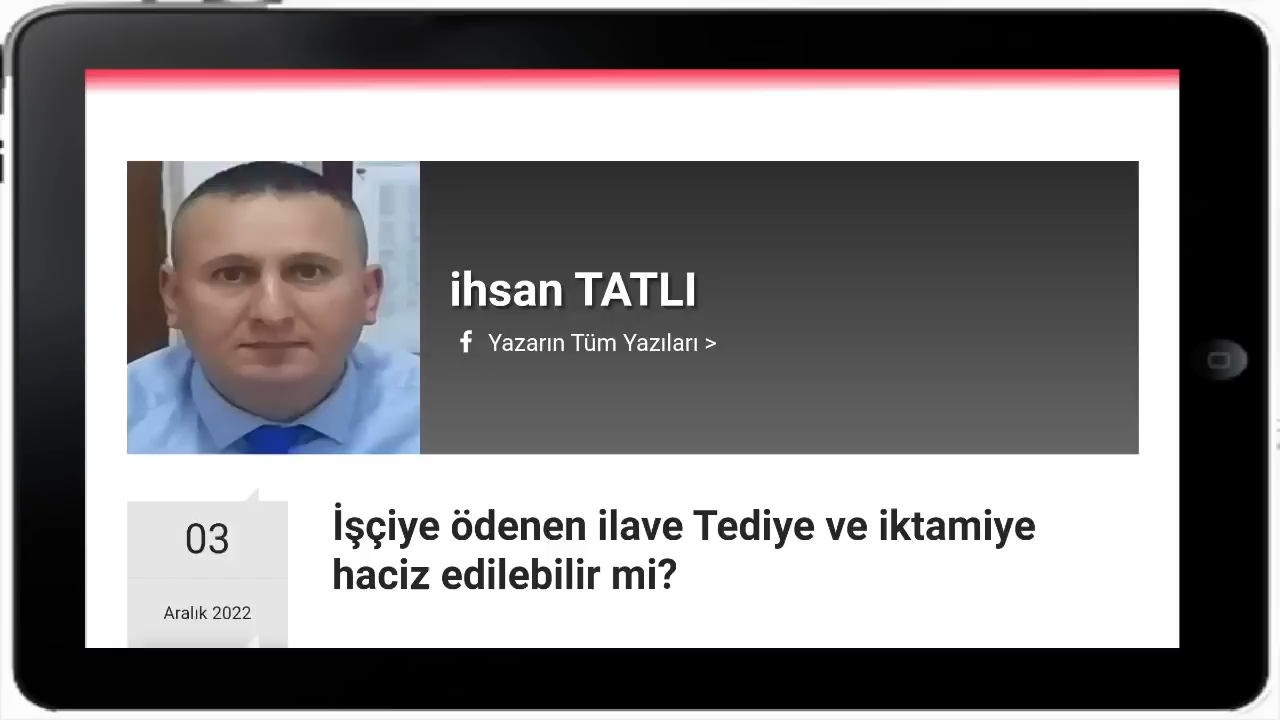 ihsan TATLI
f Yazarın Tüm Yazıları >
03
Aralık 2022
İşçiye ödenen ilave Tediye ve iktamiye
haciz edilebilir mi?